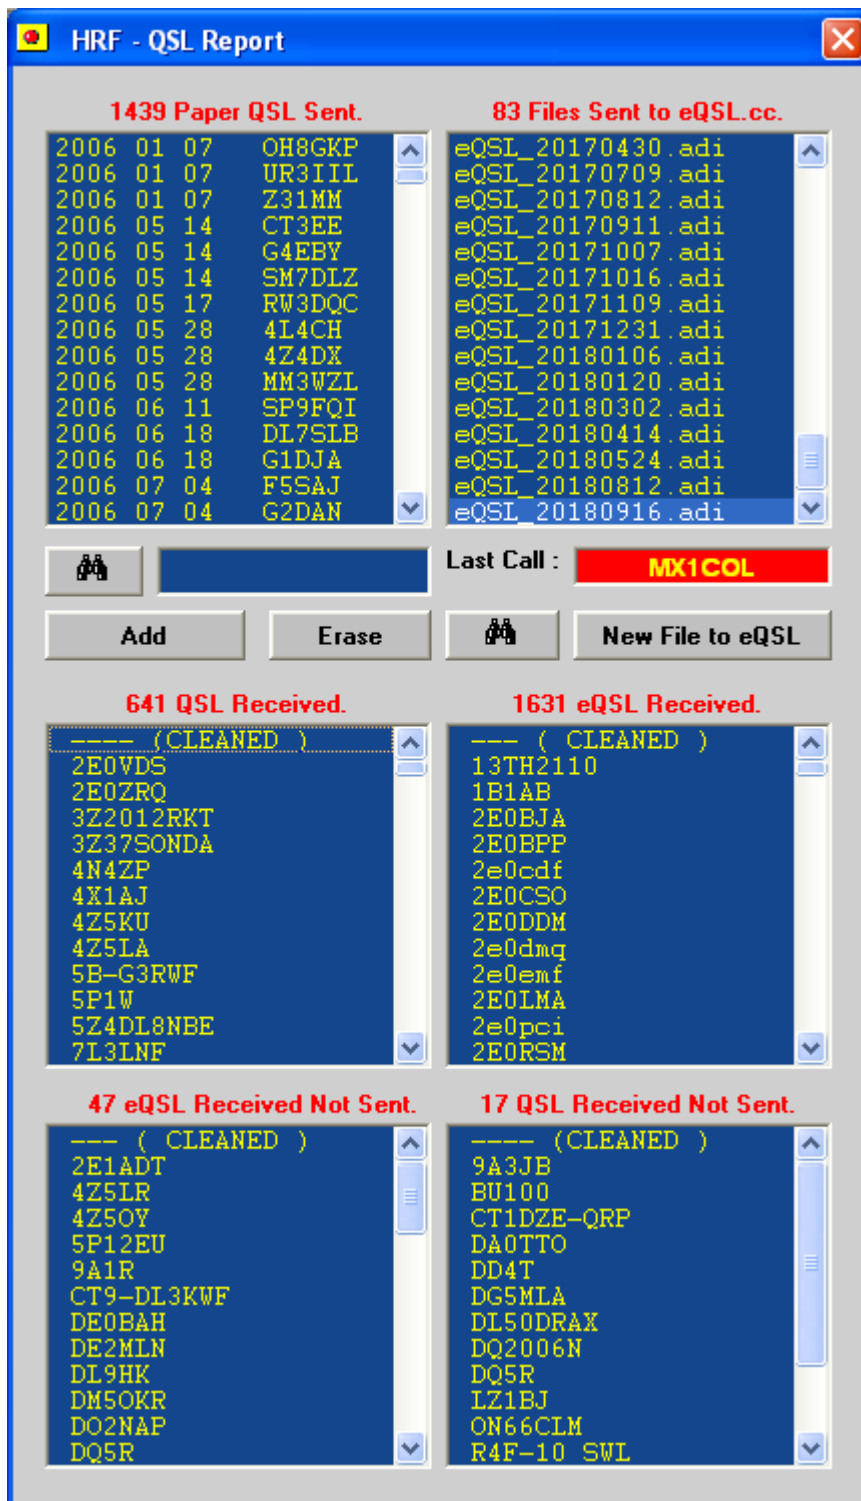 HRF - QSL Report
1439 Paper QSL Sent.
2006 01 07 OH8GKP
2006 01 07 UR3IIL
2006 01 07 Z31MM
2006 05 14 CT3EE
2006 05 14 G4EBY
2006 05 14 SM7DLZ
2006 05 17 RW3DQC
2006 05 28 4L4CH
2006 05 28 4Z4DX
2006 05 28 MM3WZL
2006 06 11 SP9FQI
2006 06 18 DL7SLB
2006 06 18 G1DJA
2006 07 04 F5SAJ
2006 07 04 G2DAN
83 Files Sent to eQSL.cc.
eQSL_20170430.adi
eQSL_20170709.adi
eQSL_20170812.adi
eQSL_20170911.adi
eQSL_20171007.adi
eQSL_20171016.adi
eQSL_20171109.adi
eQSL_20171231.adi
eQSL_20180106.adi
eQSL_20180120.adi
eQSL_20180302.adi
eQSL_20180414.adi
eQSL_20180524.adi
eQSL_20180812.adi
eQSL_20180916.adi
Last Call : MX1COL
Add Erase New File to eQSL
641 QSL Received.
---- (CLEANED )
2E0VDS
2E0ZRQ
3Z2012RKT
3Z37SONDA
4N4ZP
4X1AJ
4Z5KU
4Z5LA
5B-G3RWF
5P1W
5Z4DL8NBE
7L3LNF
1631 eQSL Received.
--- ( CLEANED )
13TH2110
1B1AB
2E0BJA
2E0BPP
2e0cdf
2E0CSO
2E0DDM
2e0dmq
2e0emf
2E0LMA
2e0pci
2E0RSM
47 eQSL Received Not Sent.
--- ( CLEANED )
2E1ADT
4Z5LR
4Z5OY
5P12EU
9A1R
CT9-DL3KWF
DE0BAH
DE2MLN
DL9HK
DM5OKR
DO2NAP
DQ5R
17 QSL Received Not Sent.
---- (CLEANED )
9A3JB
BU100
CT1DZE-QRP
DA0TTO
DD4T
DG5MLA
DL50DRAX
DQ2006N
DQ5R
LZ1BJ
ON66CLM
R4F-10 SWL